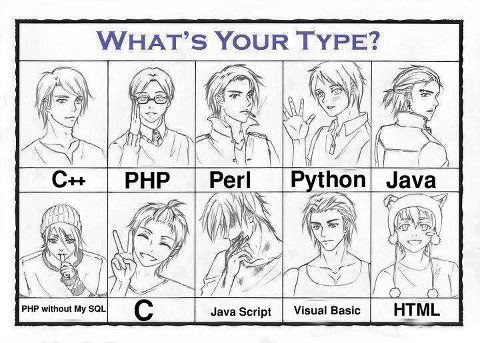 WHAT'S YOUR TYPE?
C++
PHP
Perl
Python
Java
PHP without My SQL
C
Java Script
Visual Basic
HTML